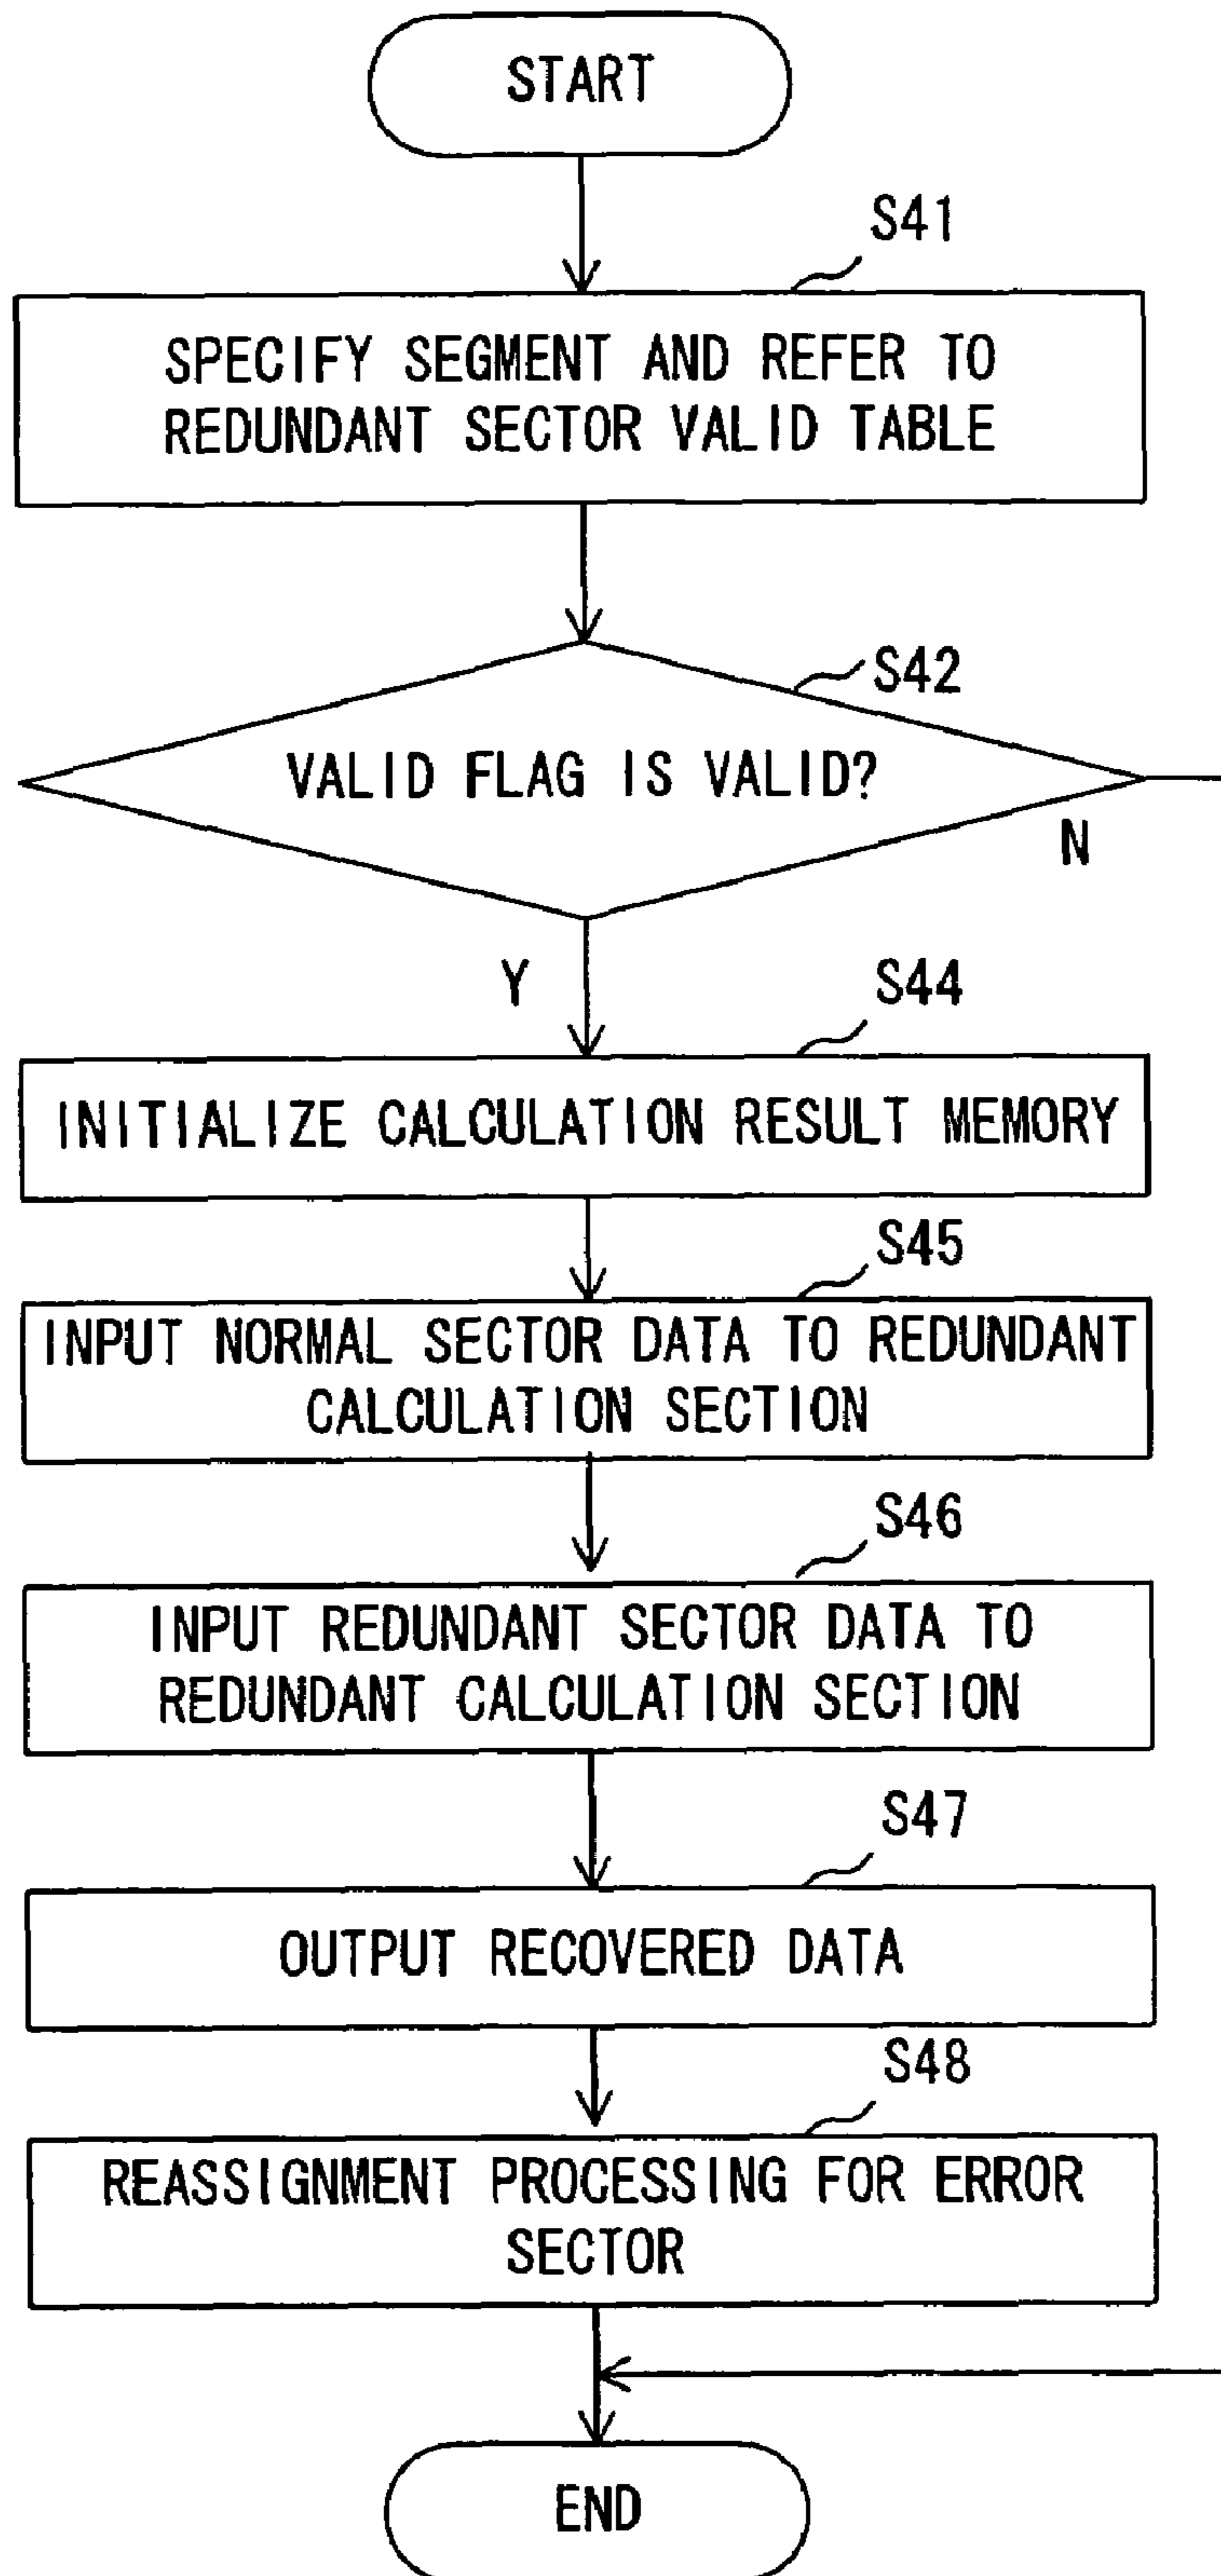 START
S41
SPECIFY SEGMENT AND REFER TO
REDUNDANT SECTOR VALID TABLE
S42
VALID FLAG IS VALID?
N
Y
S44
INITIALIZE CALCULATION RESULT MEMORY
S45
INPUT NORMAL SECTOR DATA TO REDUNDANT
CALCULATION SECTION
S46
INPUT REDUNDANT SECTOR DATA TO
REDUNDANT CALCULATION SECTION
S47
OUTPUT RECOVERED DATA
S48
REASSIGNMENT PROCESSING FOR ERROR
SECTOR
END